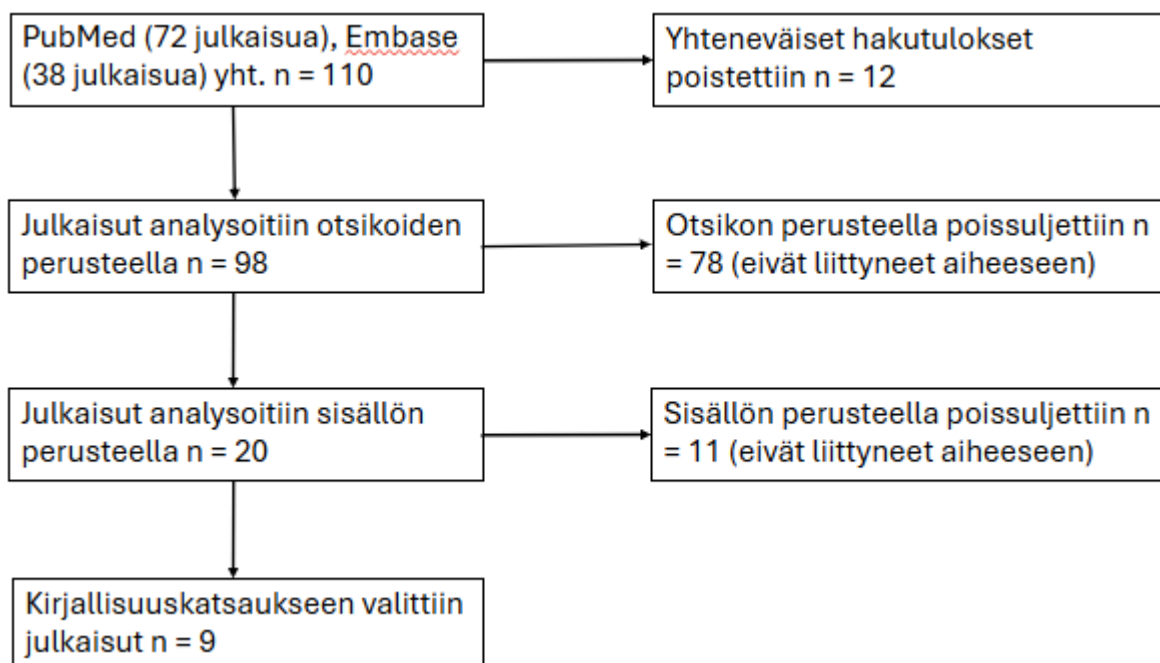 PubMed (72 julkaisua), Embase
(38 julkaisua) yht. n = 110
Yhteneväiset hakutulokset
poistettiin n = 12
Julkaisut analysoitiin otsikoiden
perusteella n = 98
Otsikon perusteella poissuljettiin n
= 78 (eivät liittyneet aiheeseen)
Julkaisut analysoitiin sisällön
perusteella n = 20
Sisällön perusteella poissuljettiin n
= 11 (eivät liittyneet aiheeseen)
Kirjallisuuskatsaukseen valittiin
julkaisut n = 9